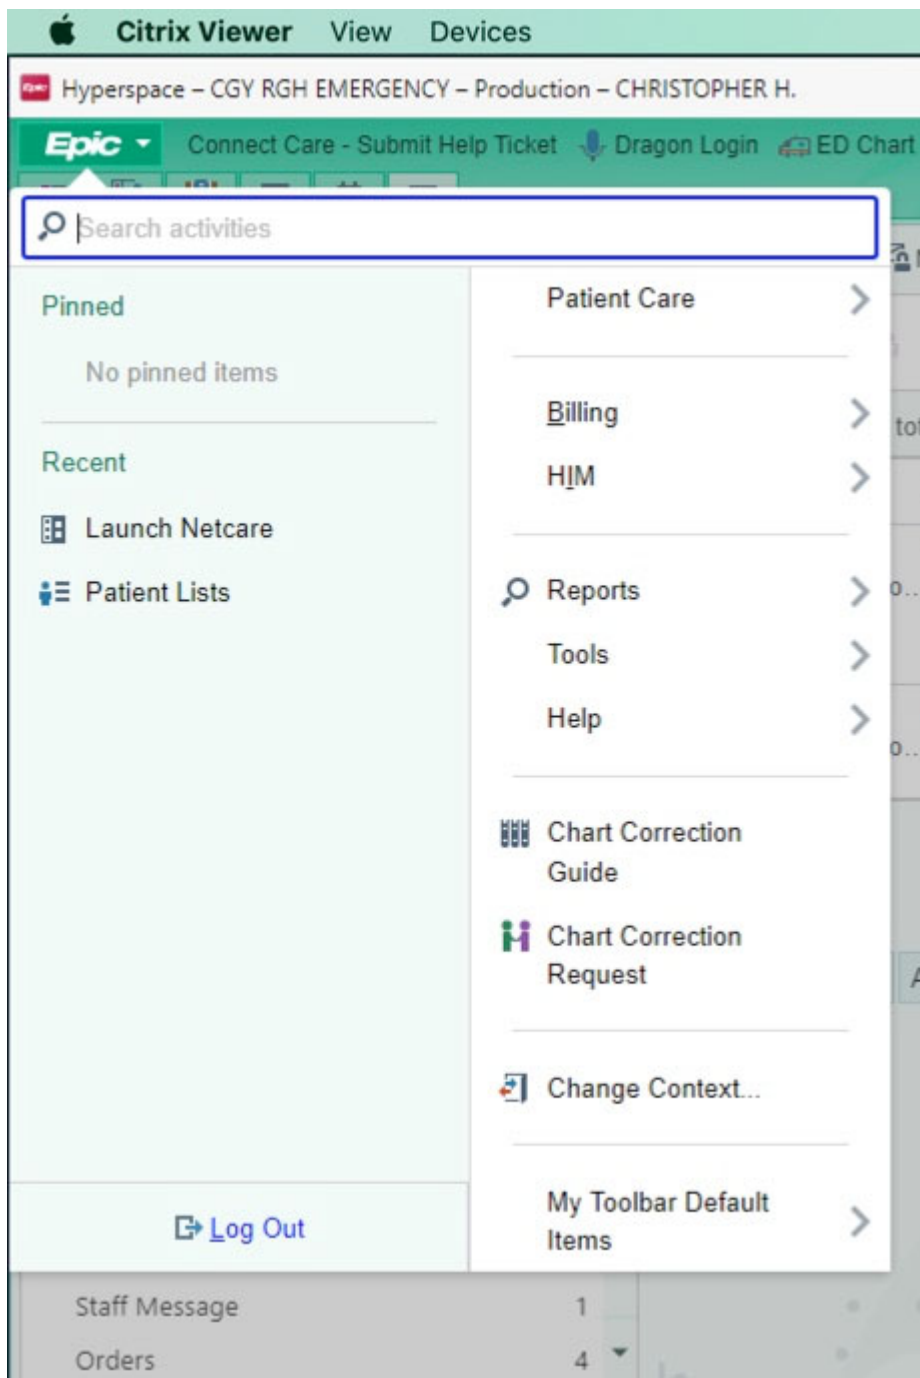 Citrix Viewer View Devices
Hyperspace – CGY RGH EMERGENCY – Production – CHRISTOPHER H.
Epic Connect Care - Submit Help Ticket Dragon Login ED Chart
Search activities
Pinned
No pinned items
Recent
Launch Netcare
Patient Lists
Log Out
Patient Care
Billing
HIM
Reports
Tools
Help
Chart Correction
Guide
Chart Correction
Request
Change Context...
My Toolbar Default
Items
Staff Message 1
Orders 4